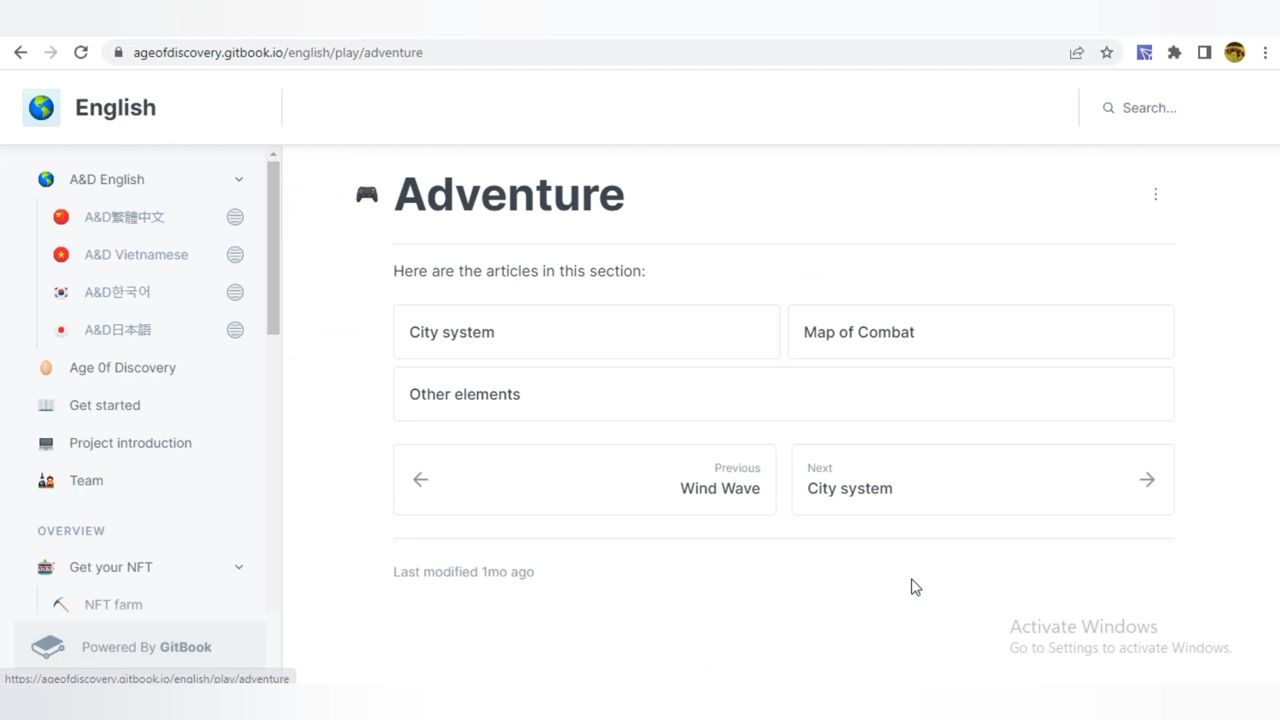 ageofdiscovery.gitbook.io/english/play/adventure
English
Search...
A&D English
A&D繁體中文
A&D Vietnamese
A&D한국어
A&D日本語
Age 0f Discovery
Get started
Project introduction
Team
OVERVIEW
Get your NFT
NFT farm
Powered By GitBook
Adventure
Here are the articles in this section:
City system
Map of Combat
Other elements
Previous
Wind Wave
Next
City system
Last modified 1mo ago
Activate Windows
Go to Settings to activate Windows.
https://ageofdiscovery.gitbook.io/english/play/adventure